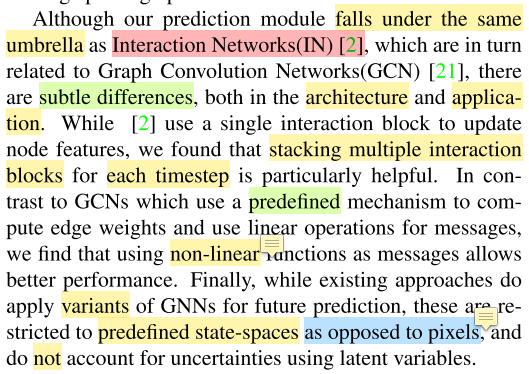 Although our prediction module falls under the same
umbrella as Interaction Networks(IN) [2], which are in turn
related to Graph Convolution Networks(GCN) [21], there
are subtle differences, both in the architecture and applica-
tion. While [2] use a single interaction block to update
node features, we found that stacking multiple interaction
blocks for each timestep is particularly helpful. In con-
trast to GCNs which use a predefined mechanism to com-
pute edge weights and use linear operations for messages,
we find that using non-linear functions as messages allows
better performance. Finally, while existing approaches do
apply variants of GNNs for future prediction, these are re-
stricted to predefined state-spaces as opposed to pixels, and
do not account for uncertainties using latent variables.